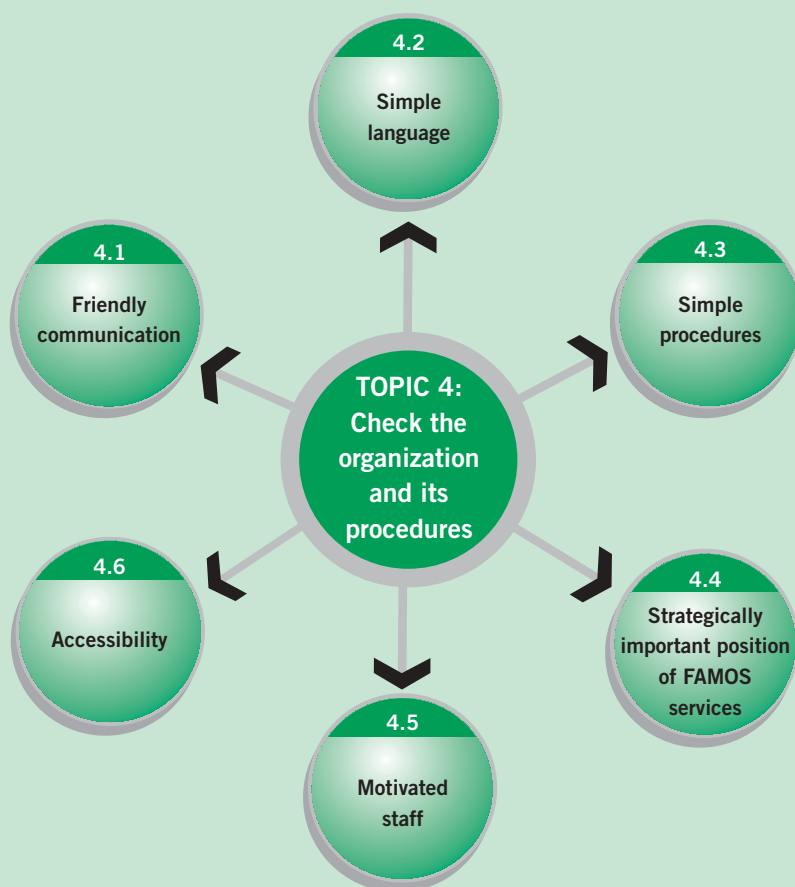 4.2
Simple
language
4.1
Friendly
communication
4.3
Simple
procedures
TOPIC 4:
Check the
organization
and its
procedures
4.6
Accessibility
4.4
Strategically
important position
of FAMOS
services
4.5
Motivated
staff